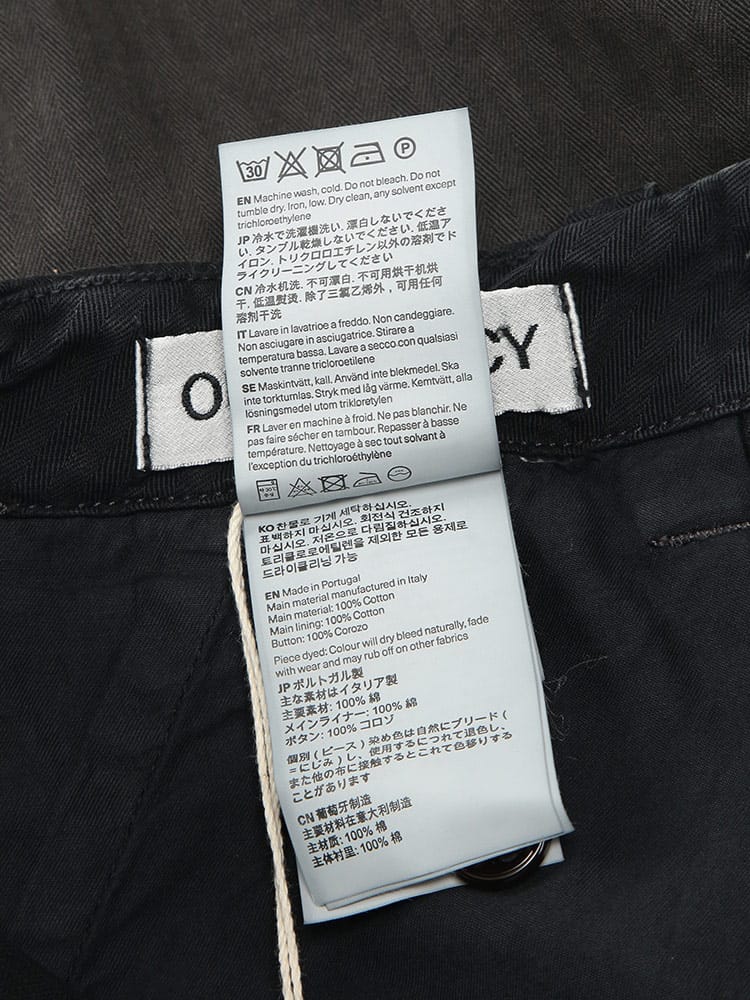 30
P
EN Machine wash, cold. Do not bleach. Do not
tumble dry. Iron, low. Dry clean, any solvent except
trichloroethylene
JP 冷水で洗濯機洗い, 漂白しないでくださ
い, タンブル乾燥しないでください, 低温ア
イロン, トリクロロエチレン以外の溶剤でド
ライクリーニングしてください
CN 冷水机洗, 不可漂白, 不可用烘干机烘
干, 低温熨烫, 除了三氯乙烯外, 可用任何
溶剂干洗
IT Lavare in lavatrice a freddo. Non candeggiare.
Non asciugare in asciugatrice. Stirare a
temperatura bassa. Lavare a secco con qualsiasi
solvente tranne tricloroetilene
SE Maskintvätt, kall. Använd inte blekmedel. Ska
inte torktumlas. Stryk med låg värme. Kemtvätt, alla
lösningsmedel utom trikloretylen
FR Laver en machine à froid. Ne pas blanchir. Ne
pas faire sécher en tambour. Repasser à basse
température. Nettoyage à sec tout solvant à
l'exception du trichloréthylène
O
CY
KO 찬물로 기계 세탁하십시오.
표백하지 마십시오. 회전식 건조하지
마십시오. 저온으로 다림질하십시오.
트리클로로에틸렌을 제외한 모든 용제로
드라이클리닝 가능
EN Made in Portugal
Main material manufactured in Italy
Main material: 100% Cotton
Main lining: 100% Cotton
Button: 100% Corozo
Piece dyed: Colour will dry bleed naturally, fade
with wear and may rub off on other fabrics
JP ポルトガル製
主な素材はイタリア製
主要素材: 100% 綿
メインライナー: 100% 綿
ボタン: 100% コロゾ
個別 (ピース) 染め色は自然にブリード (
=にじみ) し、使用するにつれて退色し、
また他の布に接触するとこれで色移りする
ことがあります
CN 葡萄牙制造
主要材料在意大利制造
主材质: 100% 棉
主体衬里: 100% 棉